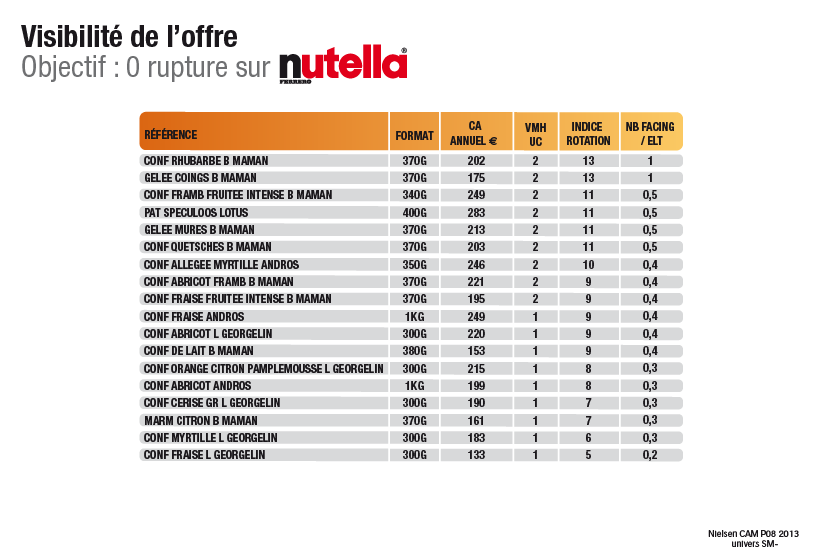 Visibilité de l'offre
Objectif : 0 rupture sur nutella®
FERRERO
RÉFÉRENCE FORMAT CA ANNUEL € VMH UC INDICE ROTATION NB FACING / ELT
CONF RHUBARBE B MAMAN 370G 202 2 13 1
GELEE COINGS B MAMAN 370G 175 2 13 1
CONF FRAMB FRUITEE INTENSE B MAMAN 340G 249 2 11 0,5
PAT SPECULOOS LOTUS 400G 283 2 11 0,5
GELEE MURES B MAMAN 370G 213 2 11 0,5
CONF QUETSCHES B MAMAN 370G 203 2 11 0,5
CONF ALLEGEE MYRTILLE ANDROS 350G 246 2 10 0,4
CONF ABRICOT FRAMB B MAMAN 370G 221 2 9 0,4
CONF FRAISE FRUITEE INTENSE B MAMAN 370G 195 2 9 0,4
CONF FRAISE ANDROS 1KG 249 1 9 0,4
CONF ABRICOT L GEORGELIN 300G 220 1 9 0,4
CONF DE LAIT B MAMAN 380G 153 1 9 0,4
CONF ORANGE CITRON PAMPLEMOUSSE L GEORGELIN 300G 215 1 8 0,3
CONF ABRICOT ANDROS 1KG 199 1 8 0,3
CONF CERISE GR L GEORGELIN 300G 190 1 7 0,3
MARM CITRON B MAMAN 370G 161 1 7 0,3
CONF MYRTILLE L GEORGELIN 300G 183 1 6 0,3
CONF FRAISE L GEORGELIN 300G 133 1 5 0,2
Nielsen CAM P08 2013
univers SM-